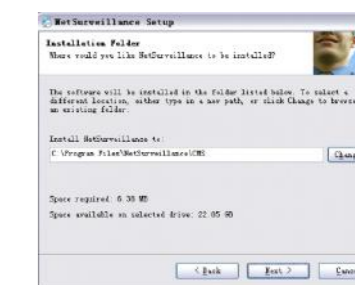 NetSurveillance Setup
Installation Folder
Where would you like NetSurveillance to be installed?
The software will be installed in the folder listed below. To select a
different location, either type in a new path, or click Change to browse
an existing folder.
Install NetSurveillance to:
C:\Program Files\NetSurveillance\CMS
Chang
Space required: 6.38 MB
Space available on selected drive: 22.05 GB
< Back
Next >
Cance